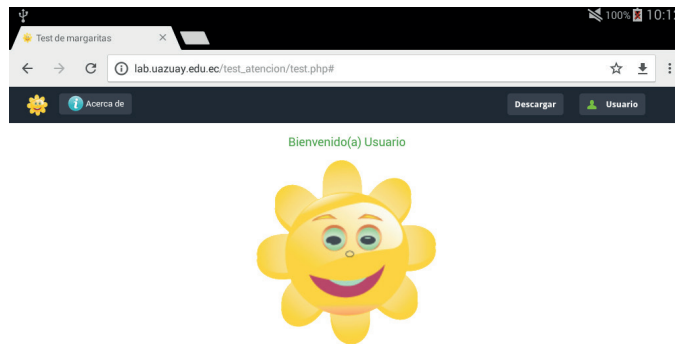 100% 10:1
Test de margaritas
lab.uazuay.edu.ec/test_atencion/test.php#
Acerca de
Descargar
Usuario
Bienvenido(a) Usuario